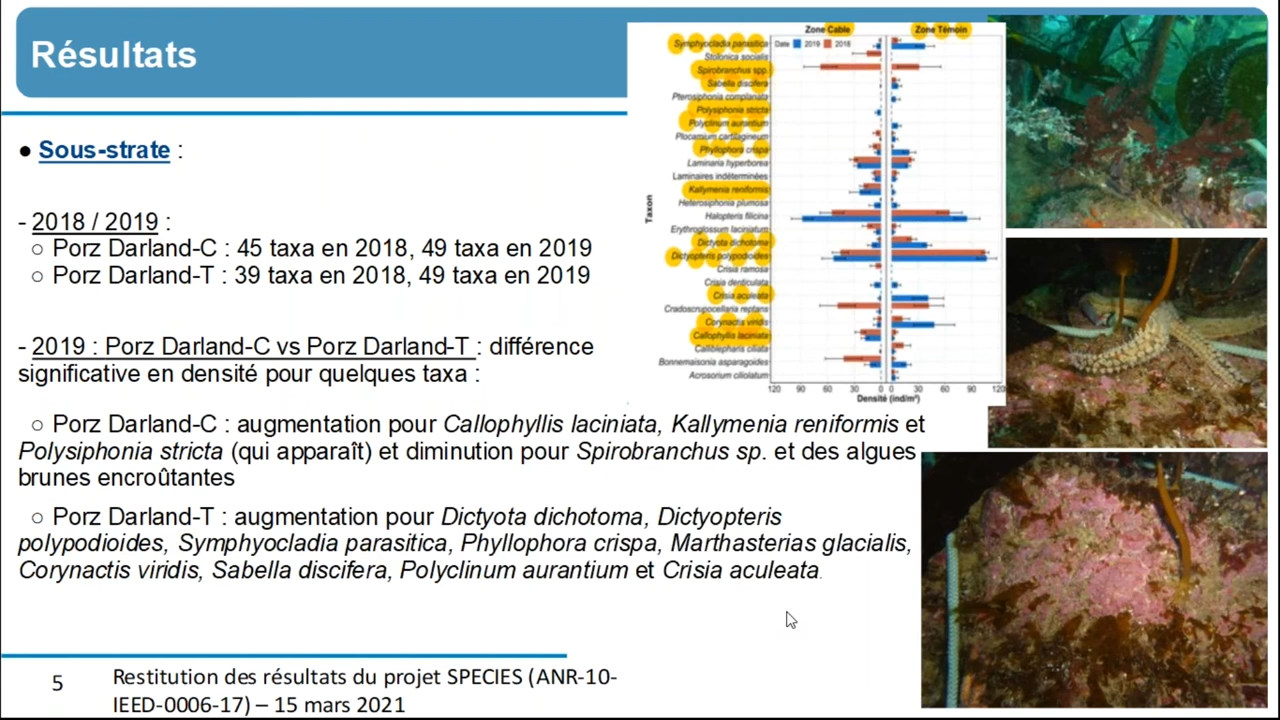 Résultats
● Sous-strate :
- 2018 / 2019 :
○ Porz Darland-C : 45 taxa en 2018, 49 taxa en 2019
○ Porz Darland-T : 39 taxa en 2018, 49 taxa en 2019
- 2019 : Porz Darland-C vs Porz Darland-T : différence
significative en densité pour quelques taxa :
○ Porz Darland-C : augmentation pour Callophyllis laciniata, Kallymenia reniformis et
Polysiphonia stricta (qui apparaît) et diminution pour Spirobranchus sp. et des algues
brunes encroûtantes
○ Porz Darland-T : augmentation pour Dictyota dichotoma, Dictyopteris
polypodioides, Symphyocladia parasitica, Phyllophora crispa, Marthasterias glacialis,
Corynactis viridis, Sabella discifera, Polyclinum aurantium et Crisia aculeata.
Zone Cable
Zone Témoin
Date 2019 2018
Taxon
Symphyocladia parasitica
Stolonica socialis
Spirobranchus spp.
Sabella discifera
Pterosiphonia complanata
Polysiphonia stricta
Polyclinum aurantium
Plocamium cartilagineum
Phyllophora crispa
Laminaria hyperborea
Laminaires indéterminées
Kallymenia reniformis
Heterosiphonia plumosa
Halopteris filicina
Erythroglossum laciniatum
Dictyota dichotoma
Dictyopteris polypodioides
Crisia ramosa
Crisia denticulata
Crisia aculeata
Cradoscrupocellaria reptans
Corynactis viridis
Callophyllis laciniata
Calliblepharis ciliata
Bonnemaisonia asparagoides
Acrosorium ciliolatum
120 90 60 30 0 0 30 60 90 120
Densité (ind/m²)
5
Restitution des résultats du projet SPECIES (ANR-10-
IEED-0006-17) – 15 mars 2021